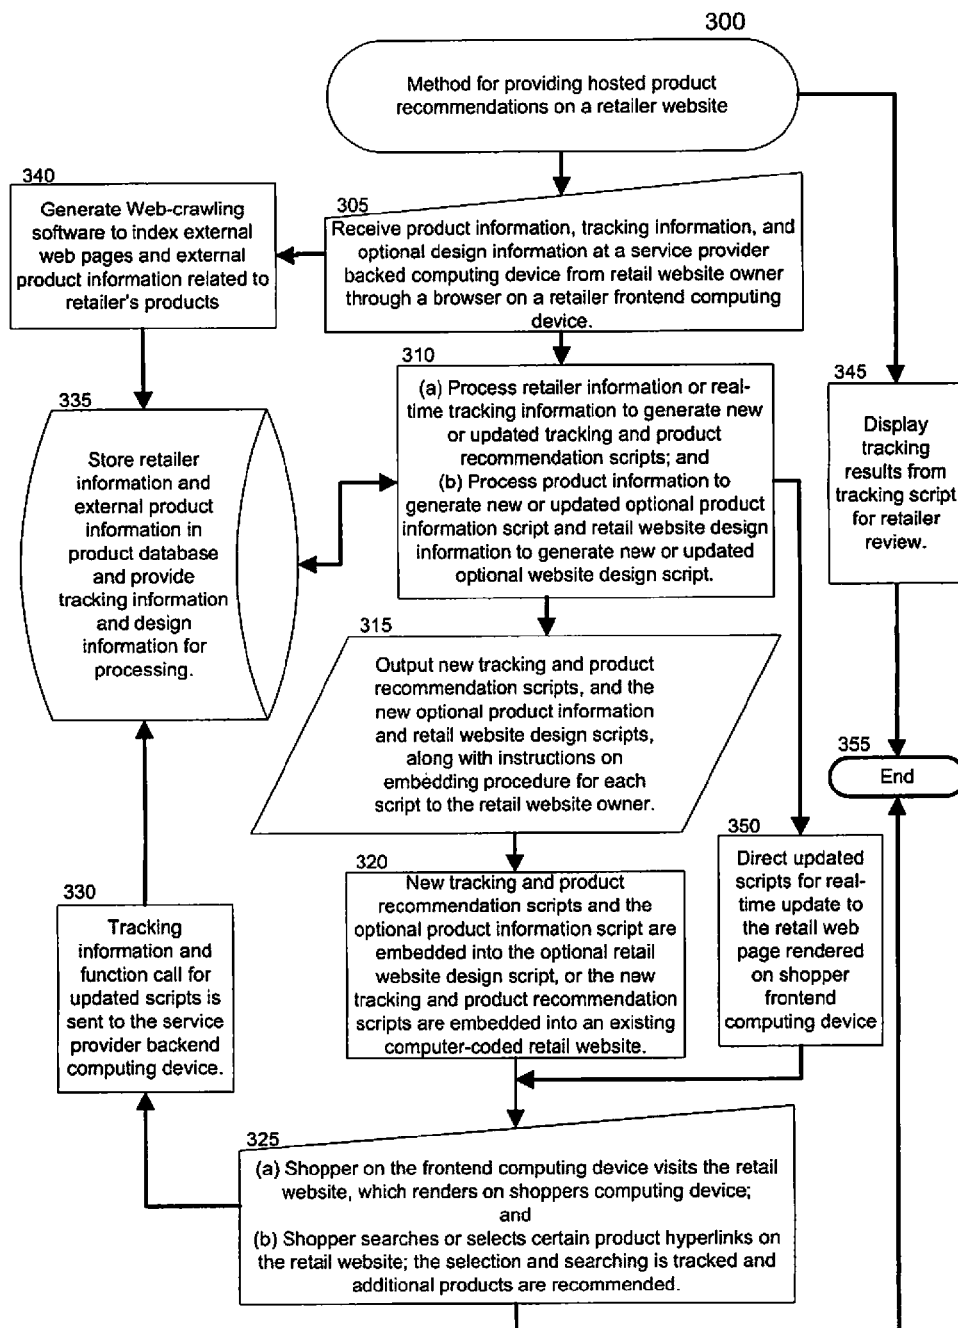 300
Method for providing hosted product
recommendations on a retailer website
340
Generate Web-crawling
software to index external
web pages and external
product information related to
retailer's products
305
Receive product information, tracking information, and
optional design information at a service provider
backed computing device from retail website owner
through a browser on a retailer frontend computing
device.
310
(a) Process retailer information or real-
time tracking information to generate new
or updated tracking and product
recommendation scripts; and
(b) Process product information to
generate new or updated optional product
information script and retail website design
information to generate new or updated
optional website design script.
345
Display
tracking
results from
tracking script
for retailer
review.
335
Store retailer
information and
external product
information in
product database
and provide
tracking information
and design
information for
processing.
315
Output new tracking and product
recommendation scripts, and the
new optional product information
and retail website design scripts,
along with instructions on
embedding procedure for each
script to the retail website owner.
355
End
350
Direct updated
scripts for real-
time update to
the retail web
page rendered
on shopper
frontend
computing device
320
New tracking and product
recommendation scripts and the
optional product information script are
embedded into the optional retail
website design script, or the new
tracking and product recommendation
scripts are embedded into an existing
computer-coded retail website.
330
Tracking
information and
function call for
updated scripts is
sent to the service
provider backend
computing device.
325
(a) Shopper on the frontend computing device visits the retail
website, which renders on shoppers computing device;
and
(b) Shopper searches or selects certain product hyperlinks on
the retail website; the selection and searching is tracked and
additional products are recommended.